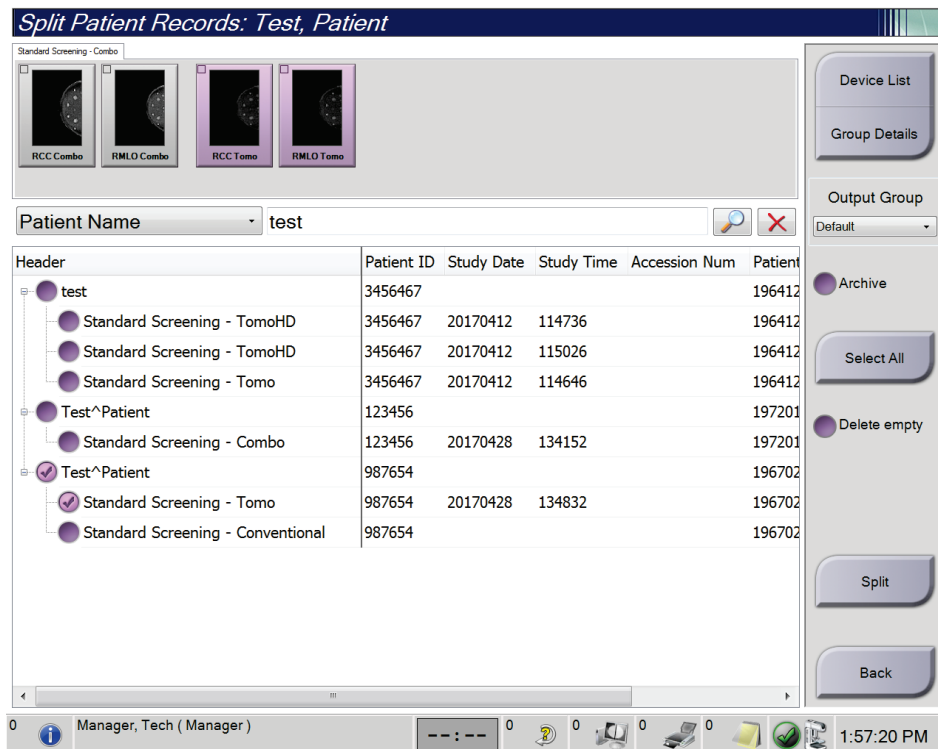 Split Patient Records: Test, Patient
Standard Screening - Combo
RCC Combo RMLO Combo RCC Tomo RMLO Tomo
Device List
Group Details
Output Group
Default
Archive
Select All
Delete empty
Split
Back
Patient Name test
Header Patient ID Study Date Study Time Accession Num Patient
test 3456467 196412
Standard Screening - TomoHD 3456467 20170412 114736 196412
Standard Screening - TomoHD 3456467 20170412 115026 196412
Standard Screening - Tomo 3456467 20170412 114646 196412
Test^Patient 123456 197201
Standard Screening - Combo 123456 20170428 134152 197201
Test^Patient 987654 196702
Standard Screening - Tomo 987654 20170428 134832 196702
Standard Screening - Conventional 987654 196702
0 Manager, Tech ( Manager ) --:-- 0 0 0 0 1:57:20 PM